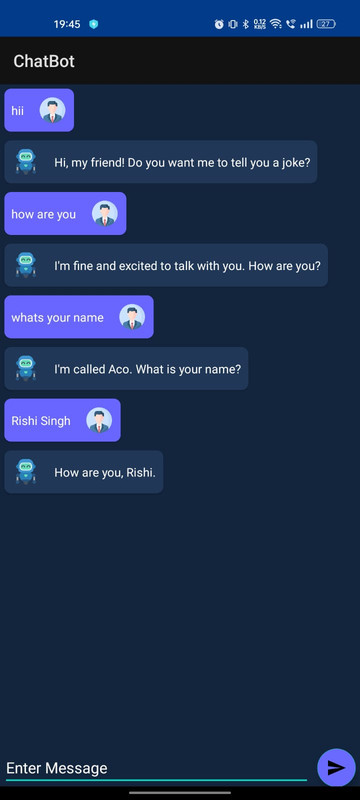 19:45
0.12
KB/S
27
ChatBot
hii
Hi, my friend! Do you want me to tell you a joke?
how are you
I'm fine and excited to talk with you. How are you?
whats your name
I'm called Aco. What is your name?
Rishi Singh
How are you, Rishi.
Enter Message